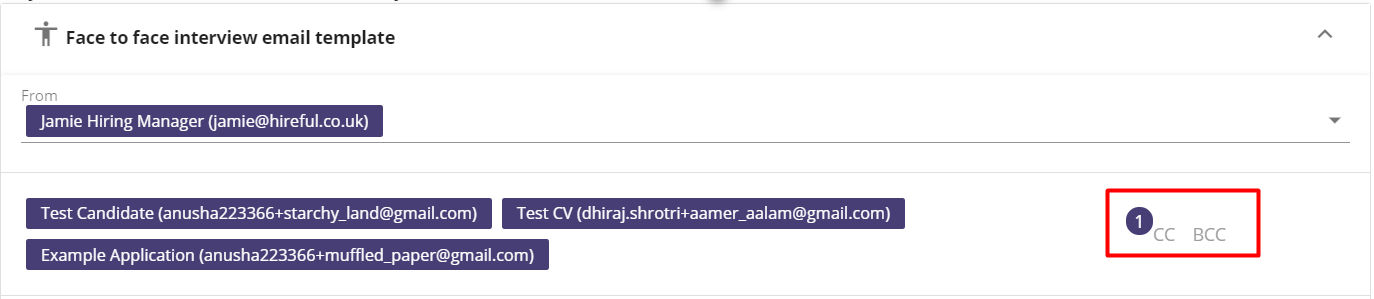 Face to face interview email template
From
Jamie Hiring Manager (jamie@hireful.co.uk)
Test Candidate (anusha223366+starchy_land@gmail.com) Test CV (dhiraj.shrotri+aamer_aalam@gmail.com)
1 CC BCC
Example Application (anusha223366+muffled_paper@gmail.com)